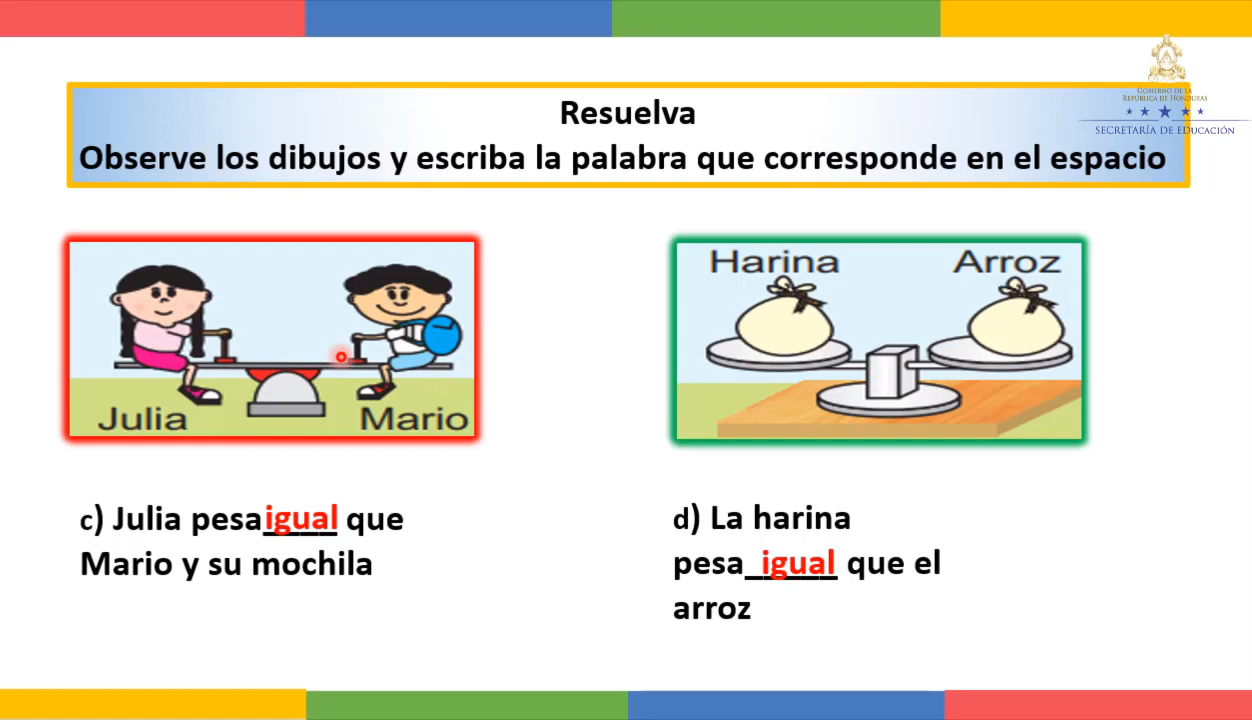 GOBIERNO DE LA
REPÚBLICA DE HONDURAS
SECRETARÍA DE EDUCACIÓN
Resuelva
Observe los dibujos y escriba la palabra que corresponde en el espacio
Julia Mario
Harina Arroz
c) Julia pesa igual que
Mario y su mochila
d) La harina
pesa igual que el
arroz